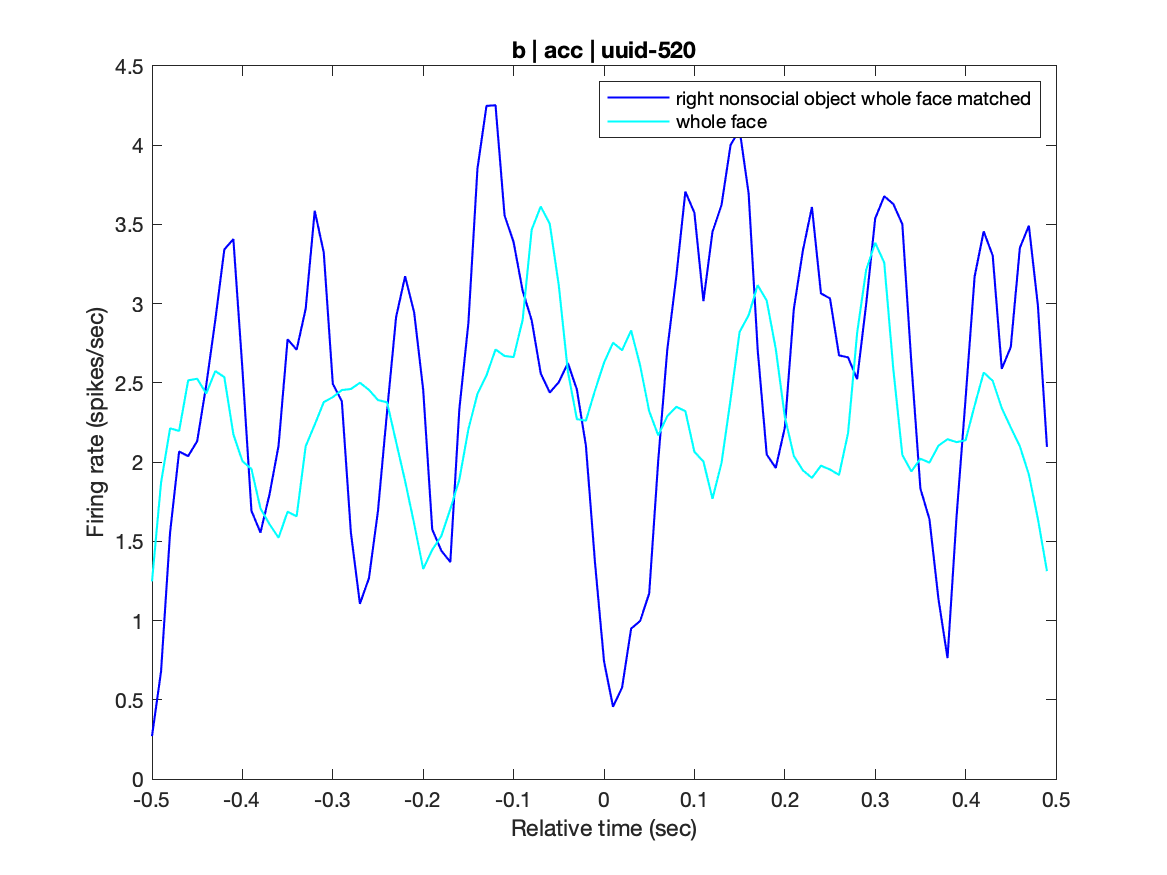 b | acc | uuid-520
right nonsocial object whole face matched
whole face
4.5
4
3.5
3
2.5
2
1.5
1
0.5
0
Firing rate (spikes/sec)
-0.5 -0.4 -0.3 -0.2 -0.1 0 0.1 0.2 0.3 0.4 0.5
Relative time (sec)